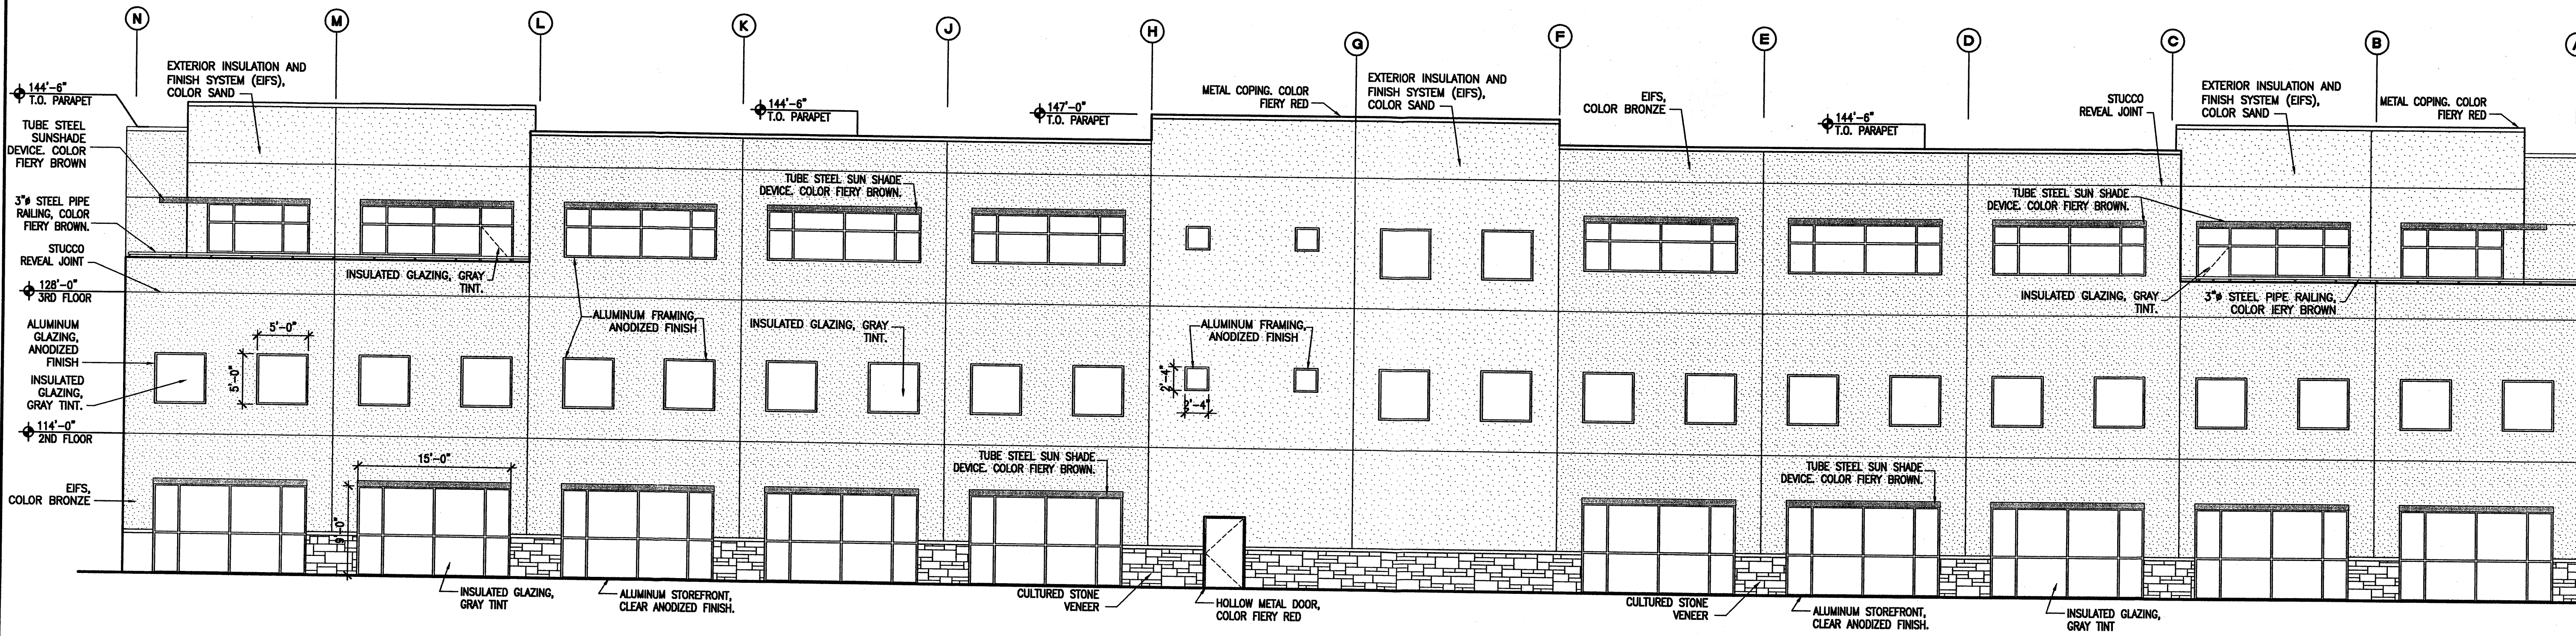 N
M
L
K
J
H
G
F
E
D
C
B
EXTERIOR INSULATION AND
FINISH SYSTEM (EIFS),
COLOR SAND
144'-6"
T.O. PARAPET
TUBE STEEL
SUNSHADE
DEVICE. COLOR
FIERY BROWN
3"ø STEEL PIPE
RAILING, COLOR
FIERY BROWN.
STUCCO
REVEAL JOINT
128'-0"
3RD FLOOR
ALUMINUM
GLAZING,
ANODIZED
FINISH
INSULATED
GLAZING,
GRAY TINT.
5'-0"
5'-0"
114'-0"
2ND FLOOR
EIFS,
COLOR BRONZE
15'-0"
9'-0"
INSULATED GLAZING, GRAY
TINT.
INSULATED GLAZING,
GRAY TINT
ALUMINUM STOREFRONT,
CLEAR ANODIZED FINISH.
144'-6"
T.O. PARAPET
TUBE STEEL SUN SHADE
DEVICE. COLOR FIERY BROWN.
ALUMINUM FRAMING,
ANODIZED FINISH
INSULATED GLAZING, GRAY
TINT.
TUBE STEEL SUN SHADE
DEVICE. COLOR FIERY BROWN.
147'-0"
T.O. PARAPET
METAL COPING. COLOR
FIERY RED
EXTERIOR INSULATION AND
FINISH SYSTEM (EIFS),
COLOR SAND
ALUMINUM FRAMING,
ANODIZED FINISH
2'-4"
2'-4"
CULTURED STONE
VENEER
HOLLOW METAL DOOR,
COLOR FIERY RED
EIFS,
COLOR BRONZE
144'-6"
T.O. PARAPET
STUCCO
REVEAL JOINT
TUBE STEEL SUN SHADE
DEVICE. COLOR FIERY BROWN.
EXTERIOR INSULATION AND
FINISH SYSTEM (EIFS),
COLOR SAND
METAL COPING. COLOR
FIERY RED
INSULATED GLAZING, GRAY
TINT.
3"ø STEEL PIPE RAILING,
COLOR IERY BROWN
TUBE STEEL SUN SHADE
DEVICE. COLOR FIERY BROWN.
CULTURED STONE
VENEER
ALUMINUM STOREFRONT,
CLEAR ANODIZED FINISH.
INSULATED GLAZING,
GRAY TINT